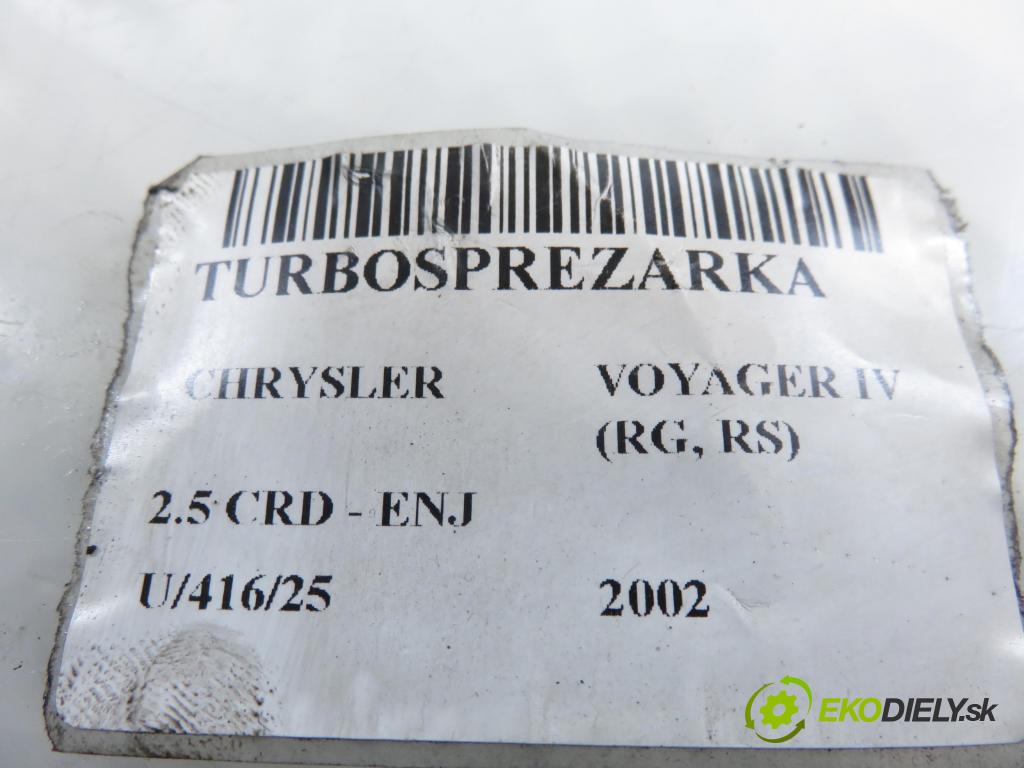 TURBOSPREZARKA
CHRYSLER VOYAGER IV
(RG, RS)
2.5 CRD - ENJ
U/416/25 2002
EKODIELY.sk